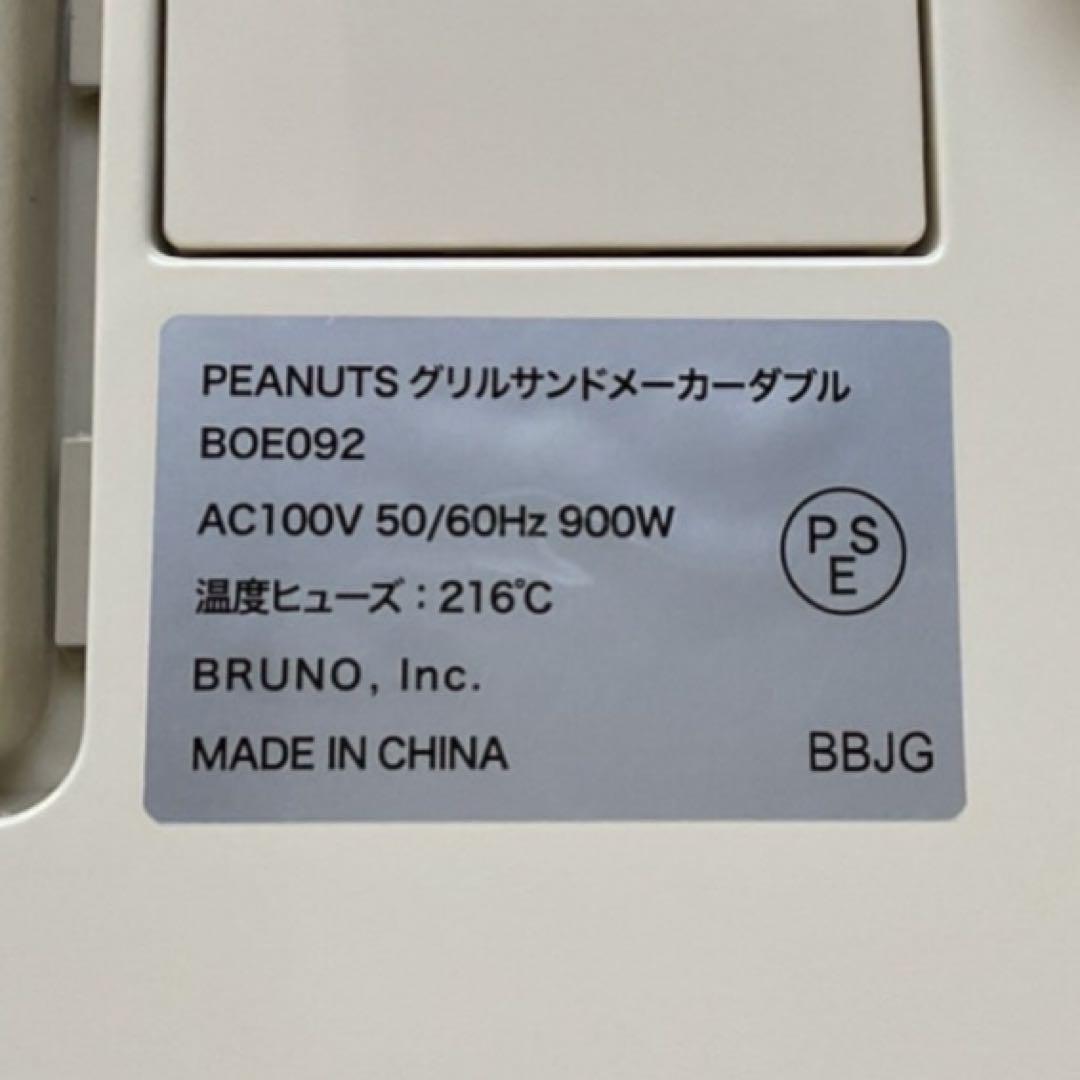 PEANUTS グリルサンドメーカーダブル
BOE092
AC100V 50/60Hz 900W
PSE
温度ヒューズ：216℃
BRUNO, Inc.
MADE IN CHINA
BBJG